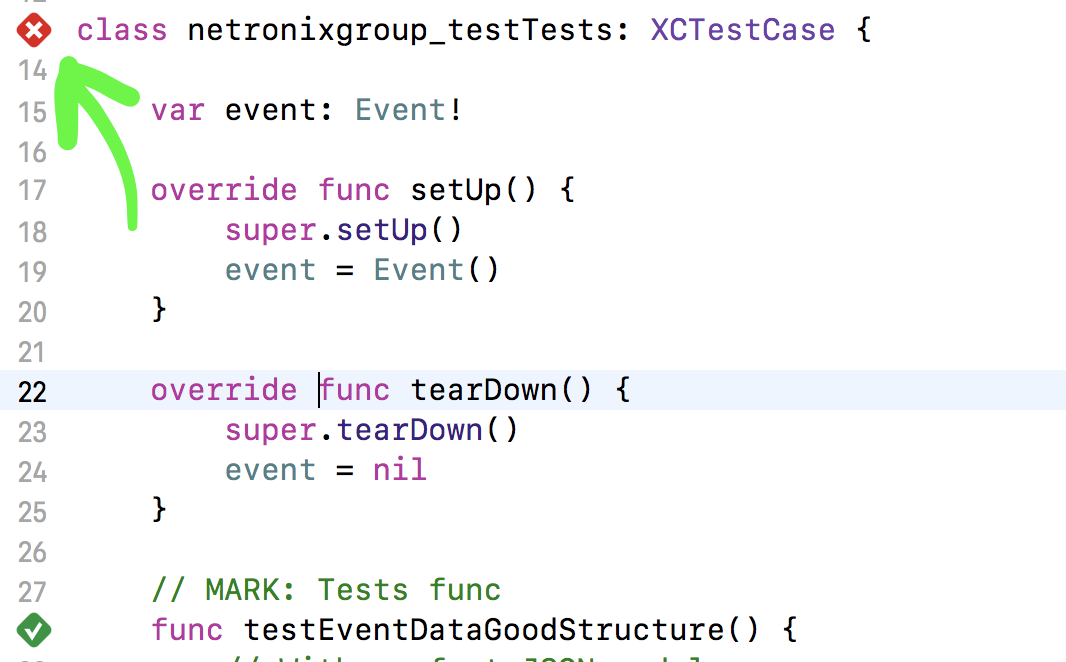 class netronixgroup_testTests: XCTestCase {
14
15 var event: Event!
16
17 override func setUp() {
18 super.setUp()
19 event = Event()
20 }
21
22 override func tearDown() {
23 super.tearDown()
24 event = nil
25 }
26
27 // MARK: Tests func
func testEventDataGoodStructure() {